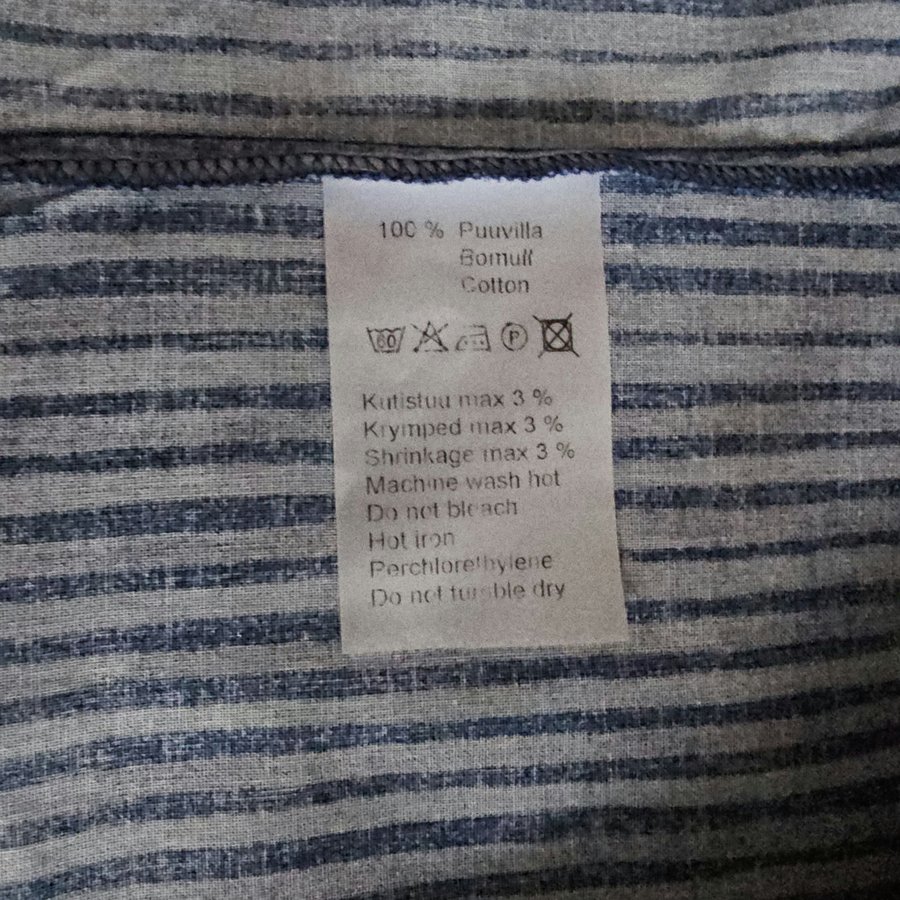 100 % Puuvilla
Bomull
Cotton
60 P
Kutistuu max 3 %
Krymped max 3 %
Shrinkage max 3 %
Machine wash hot
Do not bleach
Hot iron
Perchlorethylene
Do not tumble dry